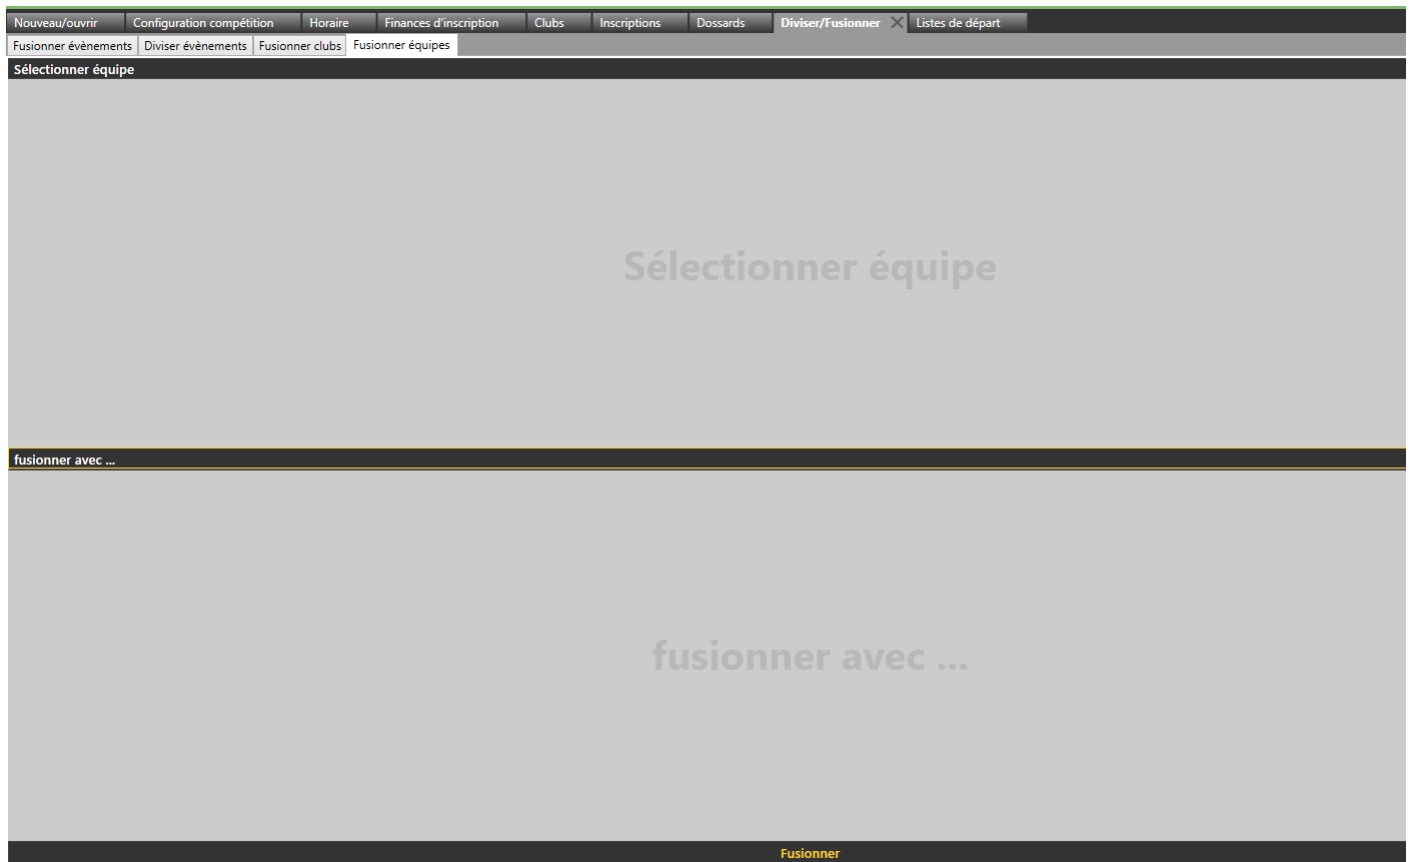 Nouveau/ouvrir Configuration compétition Horaire Finances d'inscription Clubs Inscriptions Dossards Diviser/Fusionner Listes de départ
Fusionner évènements Diviser évènements Fusionner clubs Fusionner équipes
Sélectionner équipe
Sélectionner équipe
fusionner avec ...
fusionner avec ...
Fusionner